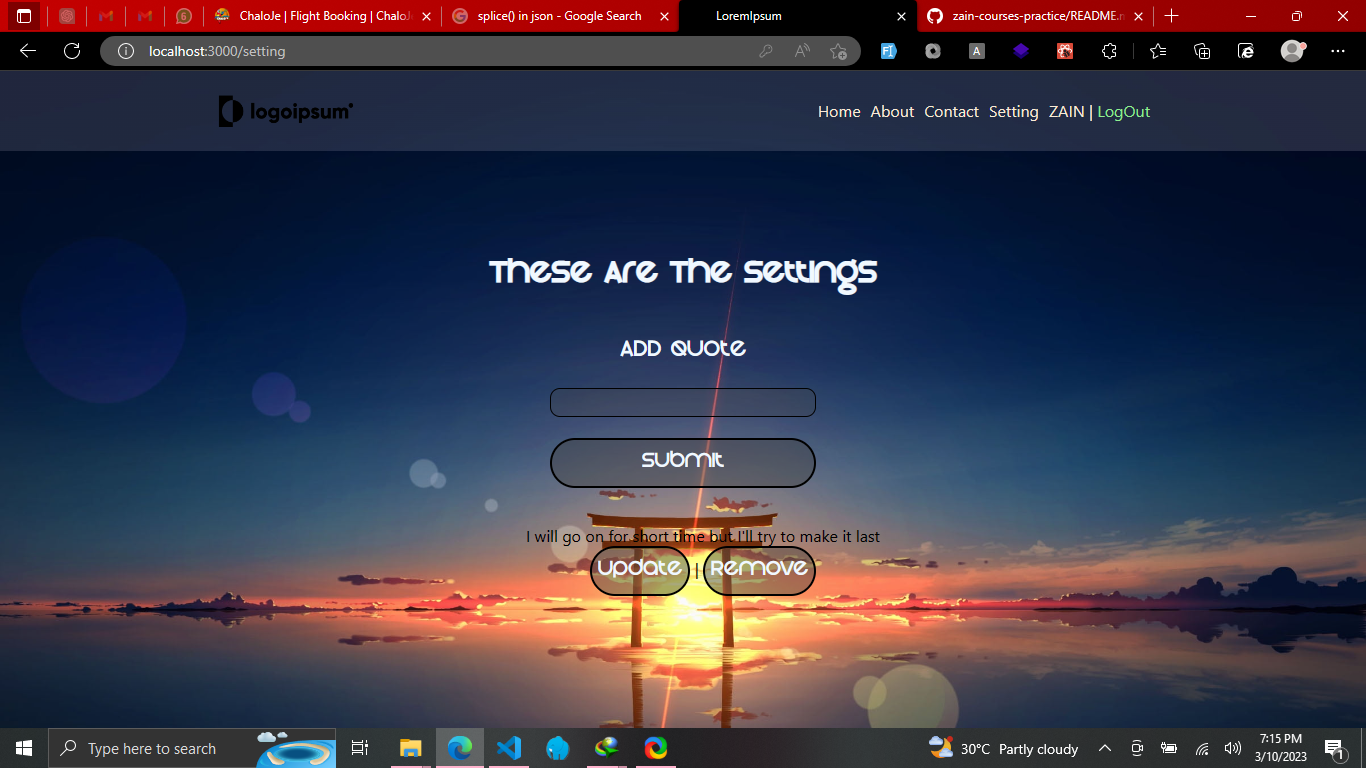 ChaloJe | Flight Booking | ChaloJe
splice() in json - Google Search
LoremIpsum
zain-courses-practice/README.m
localhost:3000/setting
logoipsum
Home About Contact Setting ZAIN | LogOut
These Are The Settings
ADD Quote
Submit
I will go on for short time but I'll try to make it last
Update | Remove
Type here to search
30°C Partly cloudy
7:15 PM
3/10/2023
1